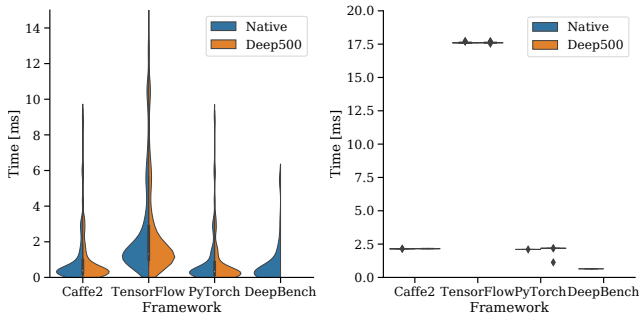 14
12
10
8
6
4
2
0
Time [ms]
Native
Deep500
Caffe2 TensorFlow PyTorch DeepBench
Framework
20.0
17.5
15.0
12.5
10.0
7.5
5.0
2.5
0.0
Time [ms]
Native
Deep500
Caffe2 TensorFlow PyTorch DeepBench
Framework